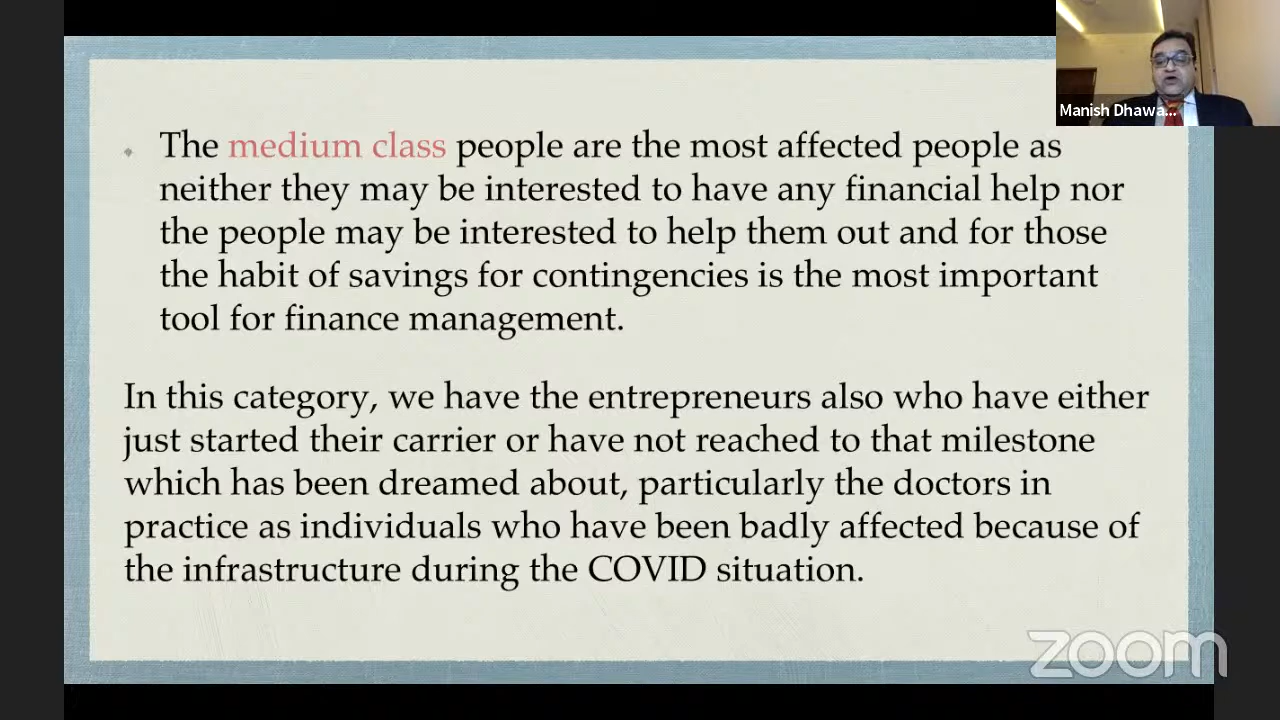 Manish Dhawa...
The medium class people are the most affected people as
neither they may be interested to have any financial help nor
the people may be interested to help them out and for those
the habit of savings for contingencies is the most important
tool for finance management.
In this category, we have the entrepreneurs also who have either
just started their carrier or have not reached to that milestone
which has been dreamed about, particularly the doctors in
practice as individuals who have been badly affected because of
the infrastructure during the COVID situation.
zoom